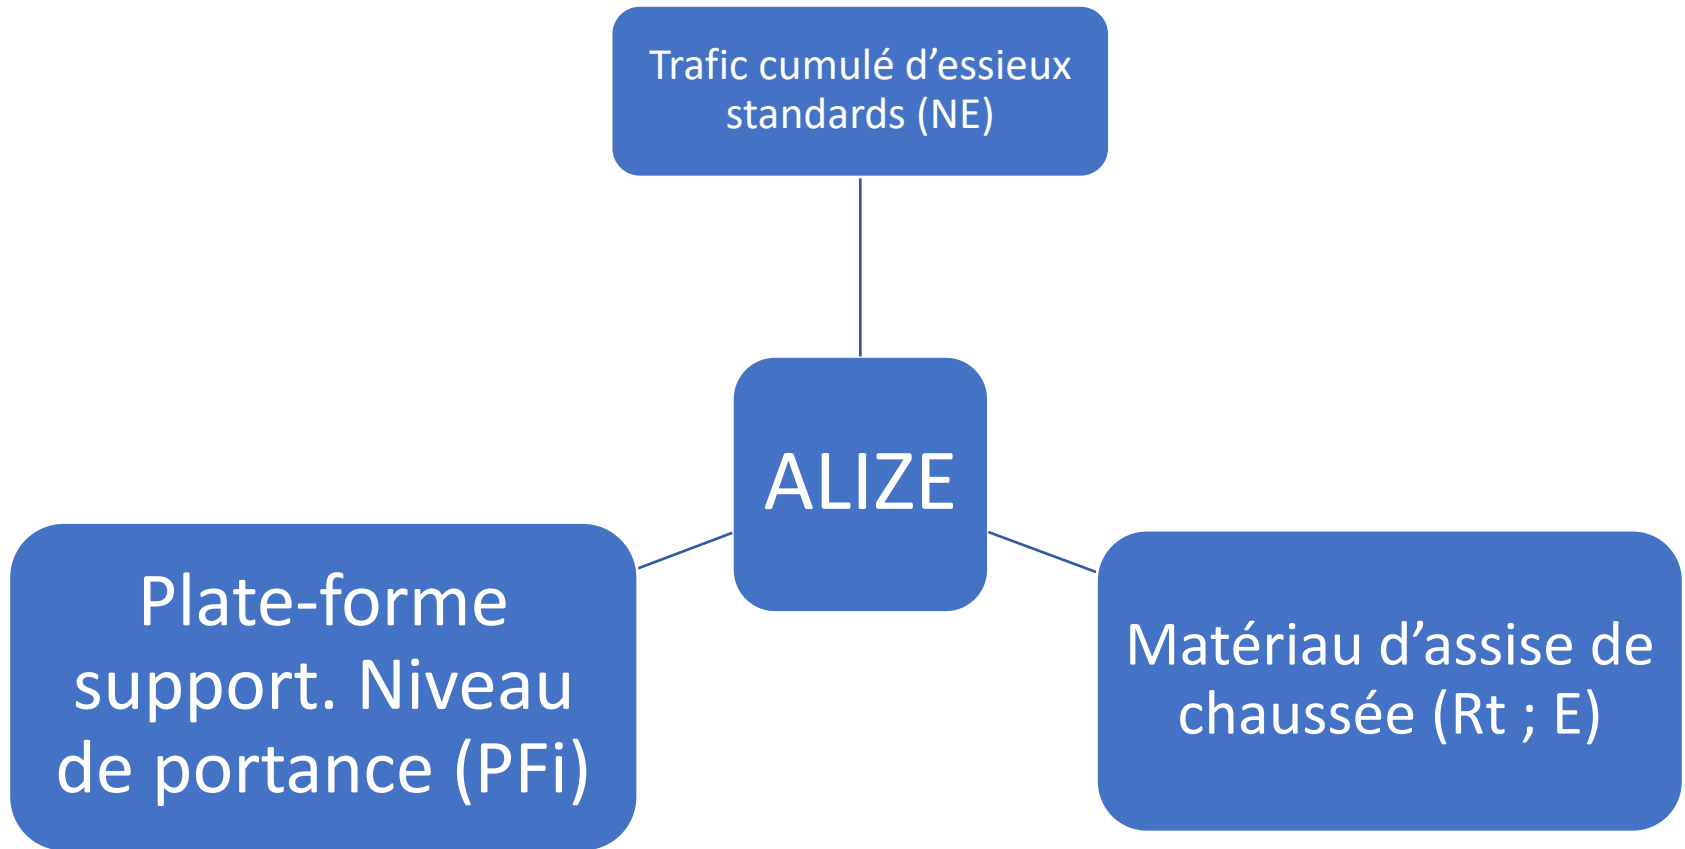 Trafic cumulé d’essieux
standards (NE)
ALIZE
Plate-forme
support. Niveau
de portance (PFi)
Matériau d’assise de
chaussée (Rt ; E)